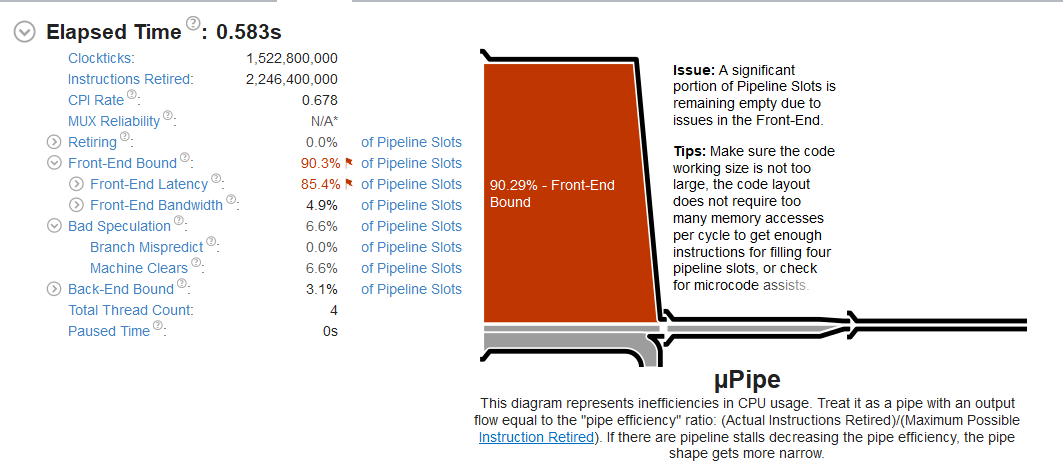 Elapsed Time ?: 0.583s
Clockticks: 1,522,800,000
Instructions Retired: 2,246,400,000
CPI Rate ?: 0.678
MUX Reliability ?: N/A*
Retiring ?: 0.0% of Pipeline Slots
Front-End Bound ?: 90.3% of Pipeline Slots
Front-End Latency ?: 85.4% of Pipeline Slots
Front-End Bandwidth ?: 4.9% of Pipeline Slots
Bad Speculation ?: 6.6% of Pipeline Slots
Branch Mispredict ?: 0.0% of Pipeline Slots
Machine Clears ?: 6.6% of Pipeline Slots
Back-End Bound ?: 3.1% of Pipeline Slots
Total Thread Count: 4
Paused Time ?: 0s
90.29% - Front-End
Bound
Issue: A significant
portion of Pipeline Slots is
remaining empty due to
issues in the Front-End.
Tips: Make sure the code
working size is not too
large, the code layout
does not require too
many memory accesses
per cycle to get enough
instructions for filling four
pipeline slots, or check
for microcode assists.
µPipe
This diagram represents inefficiencies in CPU usage. Treat it as a pipe with an output
flow equal to the "pipe efficiency" ratio: (Actual Instructions Retired)/(Maximum Possible
Instruction Retired). If there are pipeline stalls decreasing the pipe efficiency, the pipe
shape gets more narrow.